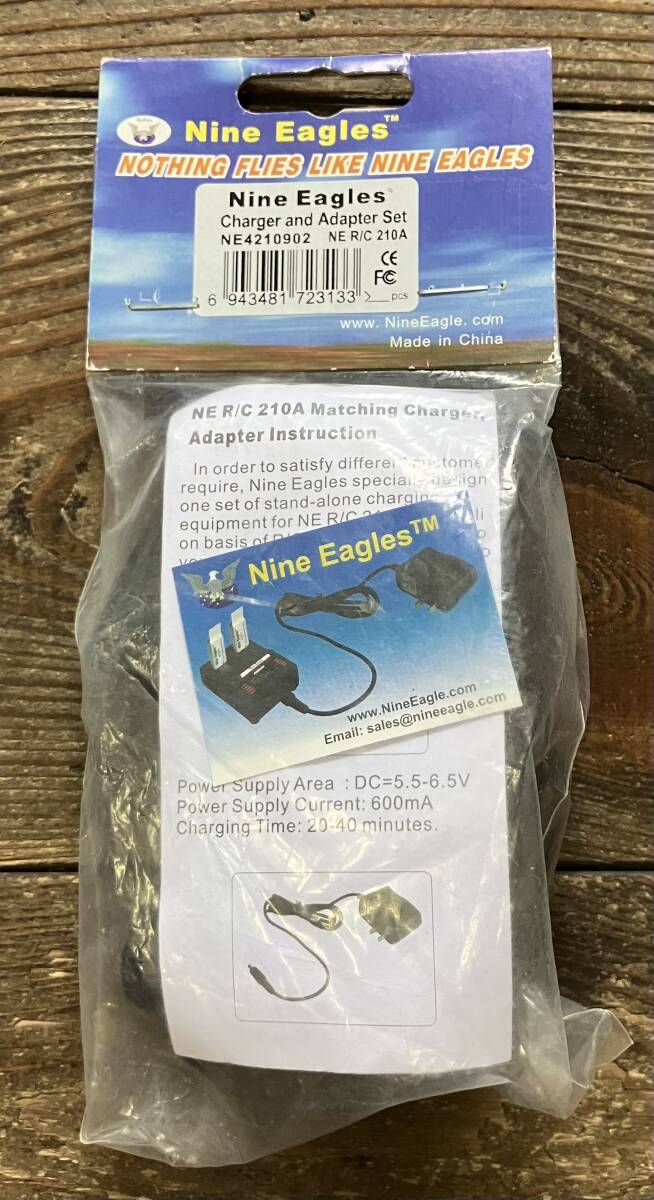 Nine Eagles™
NOTHING FLIES LIKE NINE EAGLES
Nine Eagles
Charger and Adapter Set
NE4210902 NE R/C 210A
CE
FC
6 943481 723133 > __pcs
www. NineEagle. com
Made in China
NE R/C 210A Matching Charger,
Adapter Instruction
In order to satisfy
require, Nine Eagles design
one set of stand-alone
equipment for NE R/C
on basis of
Nine Eagles™
www.NineEagle.com
Email: sales@nineeagle.com
Power Supply Area : DC=5.5-6.5V
Power Supply Current: 600mA
Charging Time: 20-40 minutes.